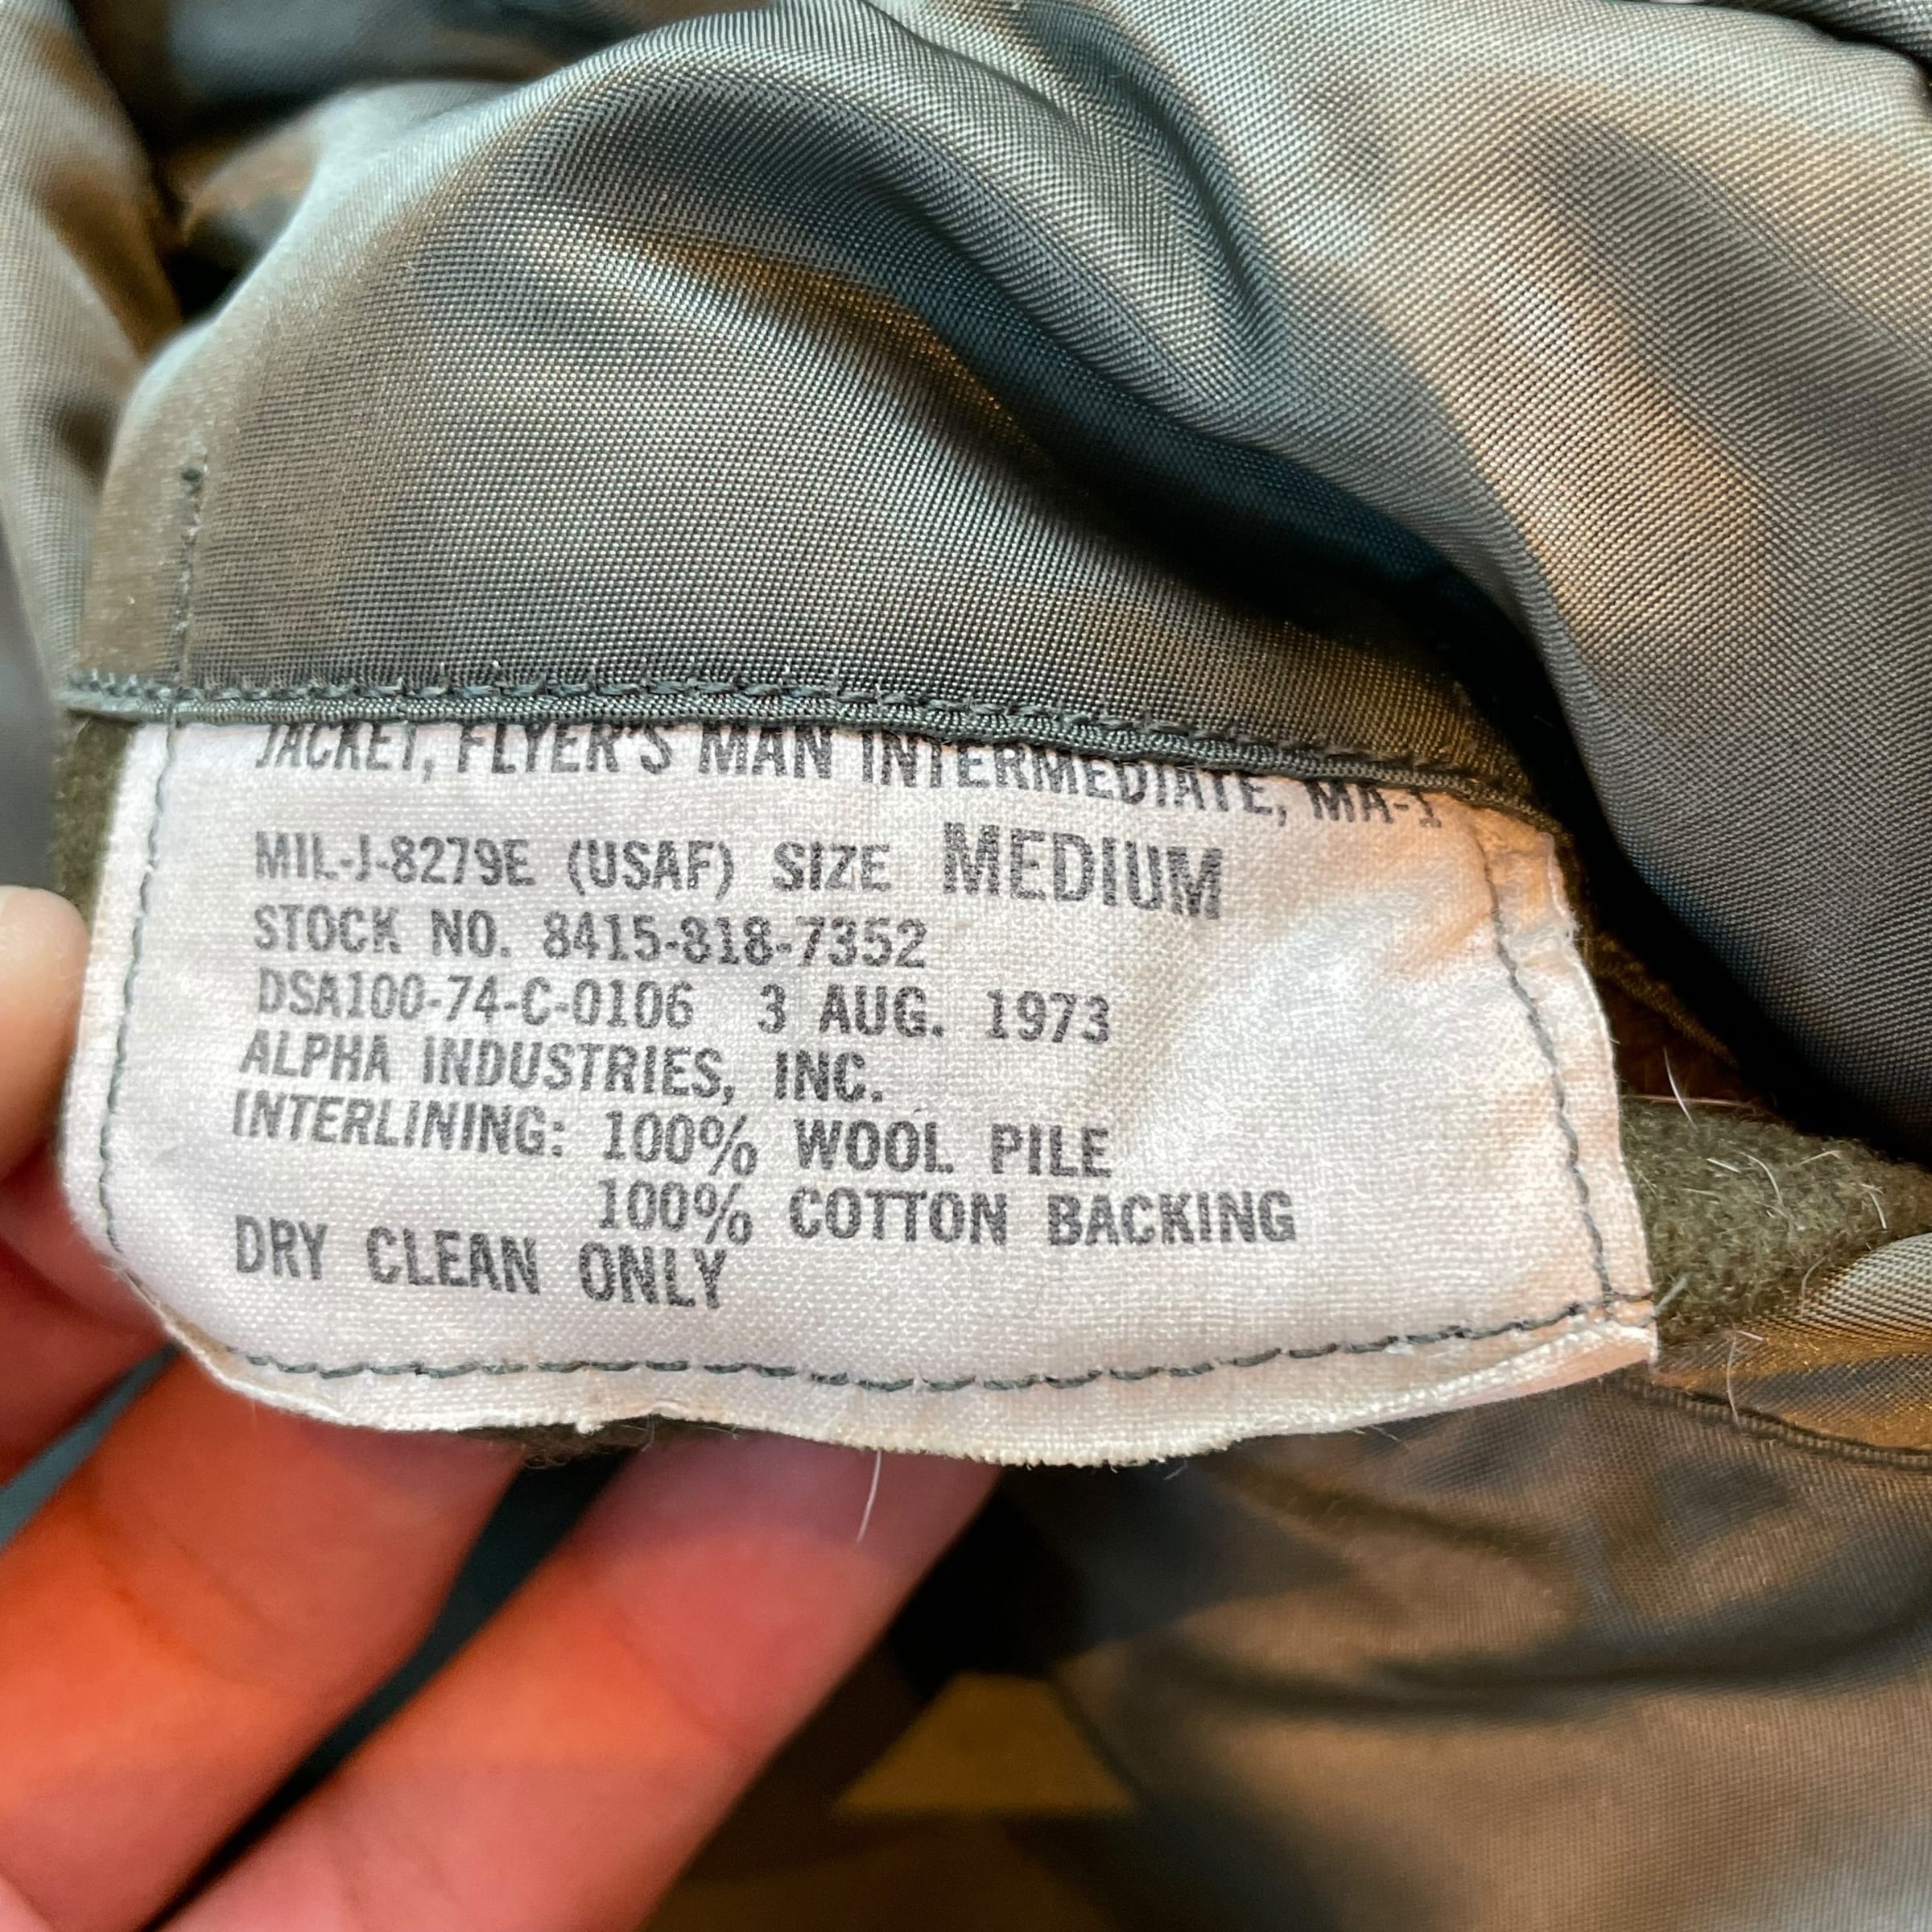 JACKET, FLYER'S MAN INTERMEDIATE, MA-1
MIL-J-8279E (USAF) SIZE MEDIUM
STOCK NO. 8415-818-7352
DSA100-74-C-0106 3 AUG. 1973
ALPHA INDUSTRIES, INC.
INTERLINING: 100% WOOL PILE
100% COTTON BACKING
DRY CLEAN ONLY